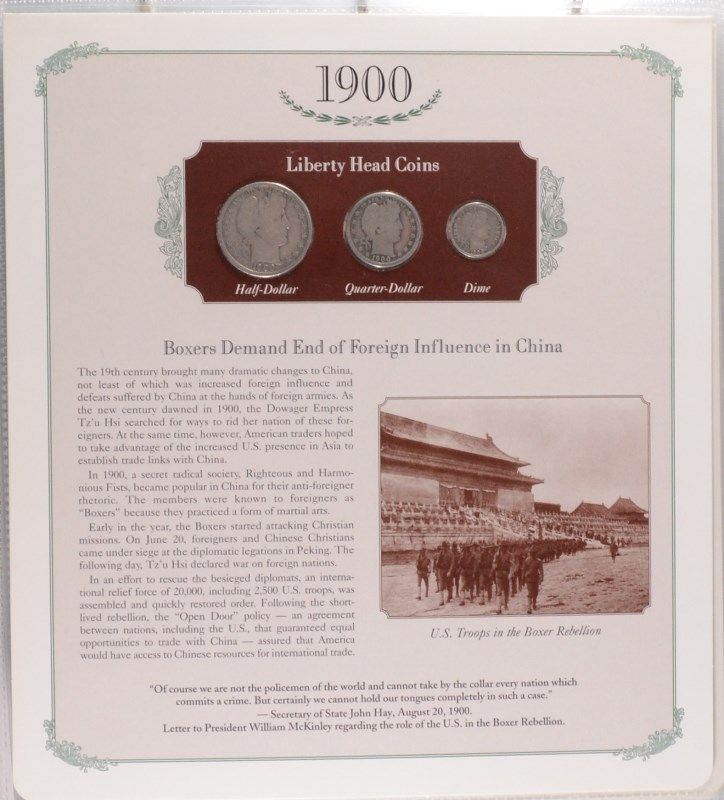 1900
Liberty Head Coins
1900
1900
Half-Dollar Quarter-Dollar Dime
Boxers Demand End of Foreign Influence in China
The 19th century brought many dramatic changes to China,
not least of which was increased foreign influence and
defeats suffered by China at the hands of foreign armies. As
the new century dawned in 1900, the Dowager Empress
Tz'u Hsi searched for ways to rid her nation of these for-
eigners. At the same time, however, American traders hoped
to take advantage of the increased U.S. presence in Asia to
establish trade links with China.
In 1900, a secret radical society, Righteous and Harmo-
nious Fists, became popular in China for their anti-foreigner
rhetoric. The members were known to foreigners as
"Boxers" because they practiced a form of martial arts.
Early in the year, the Boxers started attacking Christian
missions. On June 20, foreigners and Chinese Christians
came under siege at the diplomatic legations in Peking. The
following day, Tz'u Hsi declared war on foreign nations.
In an effort to rescue the besieged diplomats, an interna-
tional relief force of 20,000, including 2,500 U.S. troops, was
assembled and quickly restored order. Following the short-
lived rebellion, the "Open Door" policy — an agreement
between nations, including the U.S., that guaranteed equal
opportunities to trade with China — assured that America
would have access to Chinese resources for international trade.
U.S. Troops in the Boxer Rebellion
"Of course we are not the policemen of the world and cannot take by the collar every nation which
commits a crime. But certainly we cannot hold our tongues completely in such a case."
— Secretary of State John Hay, August 20, 1900.
Letter to President William McKinley regarding the role of the U.S. in the Boxer Rebellion.